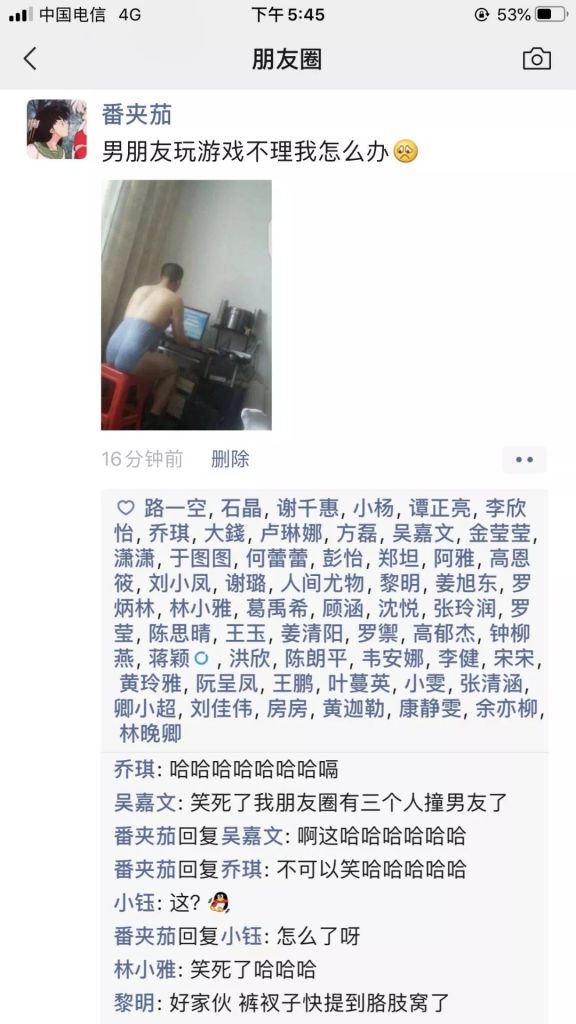 中国电信 4G 下午5:45 53%
朋友圈
番夹茄
男朋友玩游戏不理我怎么办
16分钟前 删除
路一空, 石晶, 谢千惠, 小杨, 谭正亮, 李欣
怡, 乔琪, 大錢, 卢琳娜, 方磊, 吴嘉文, 金莹莹,
潇潇, 于图图, 何蕾蕾, 彭怡, 郑坦, 阿雅, 高恩
筱, 刘小凤, 谢璐, 人间尤物, 黎明, 姜旭东, 罗
炳林, 林小雅, 葛禹希, 顾涵, 沈悦, 张玲润, 罗
莹, 陈思晴, 王玉, 姜清阳, 罗禦, 高郁杰, 钟柳
燕, 蒋颖, 洪欣, 陈朗平, 韦安娜, 李健, 宋宋,
黄玲雅, 阮呈凤, 王鹏, 叶蔓英, 小雯, 张清涵,
卿小超, 刘佳伟, 房房, 黄迦勒, 康静雯, 余亦柳,
林晚卿
乔琪: 哈哈哈哈哈哈哈嗝
吴嘉文: 笑死了我朋友圈有三个人撞男友了
番夹茄回复吴嘉文: 啊这哈哈哈哈哈哈
番夹茄回复乔琪: 不可以笑哈哈哈哈哈
小钰: 这?
番夹茄回复小钰: 怎么了呀
林小雅: 笑死了哈哈哈
黎明: 好家伙 裤衩子快提到胳肢窝了